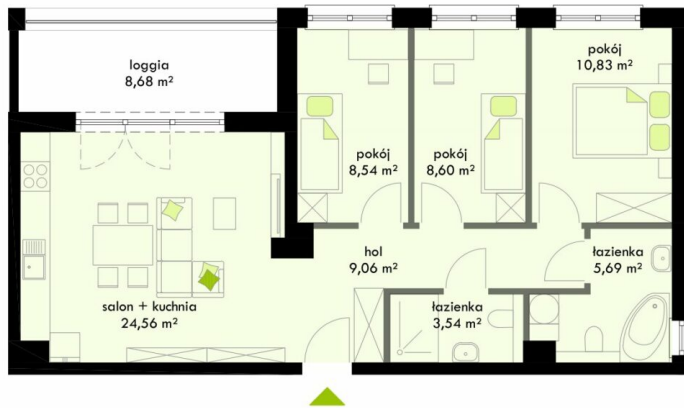 loggia
8,68 m²
pokój
8,54 m²
pokój
8,60 m²
pokój
10,83 m²
hol
9,06 m²
łazienka
5,69 m²
salon + kuchnia
24,56 m²
łazienka
3,54 m²